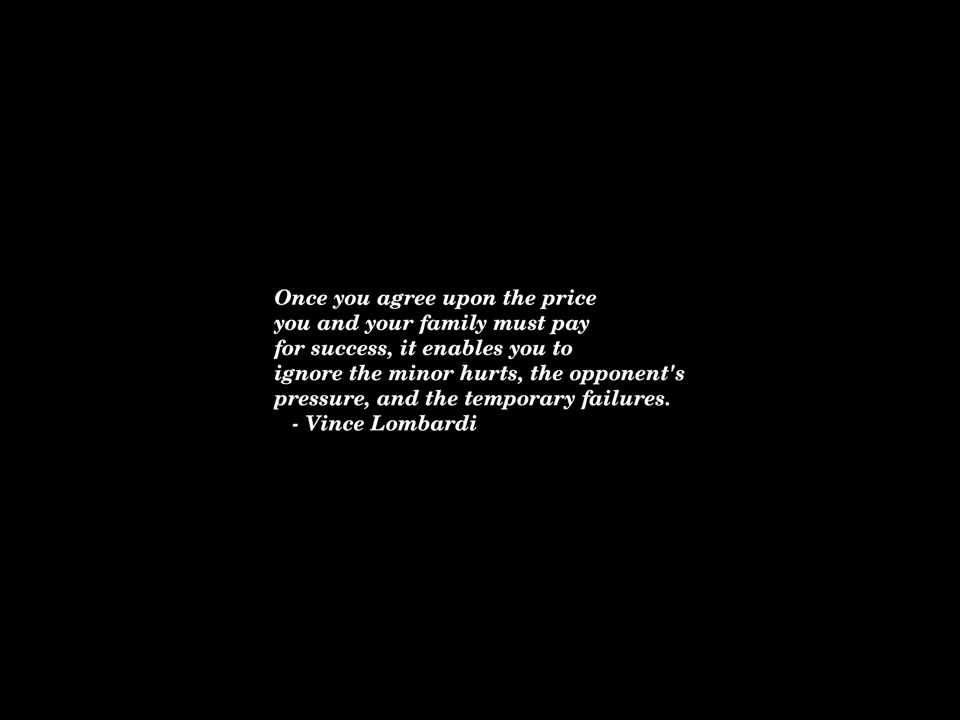 Once you agree upon the price
you and your family must pay
for success, it enables you to
ignore the minor hurts, the opponent's
pressure, and the temporary failures.
- Vince Lombardi